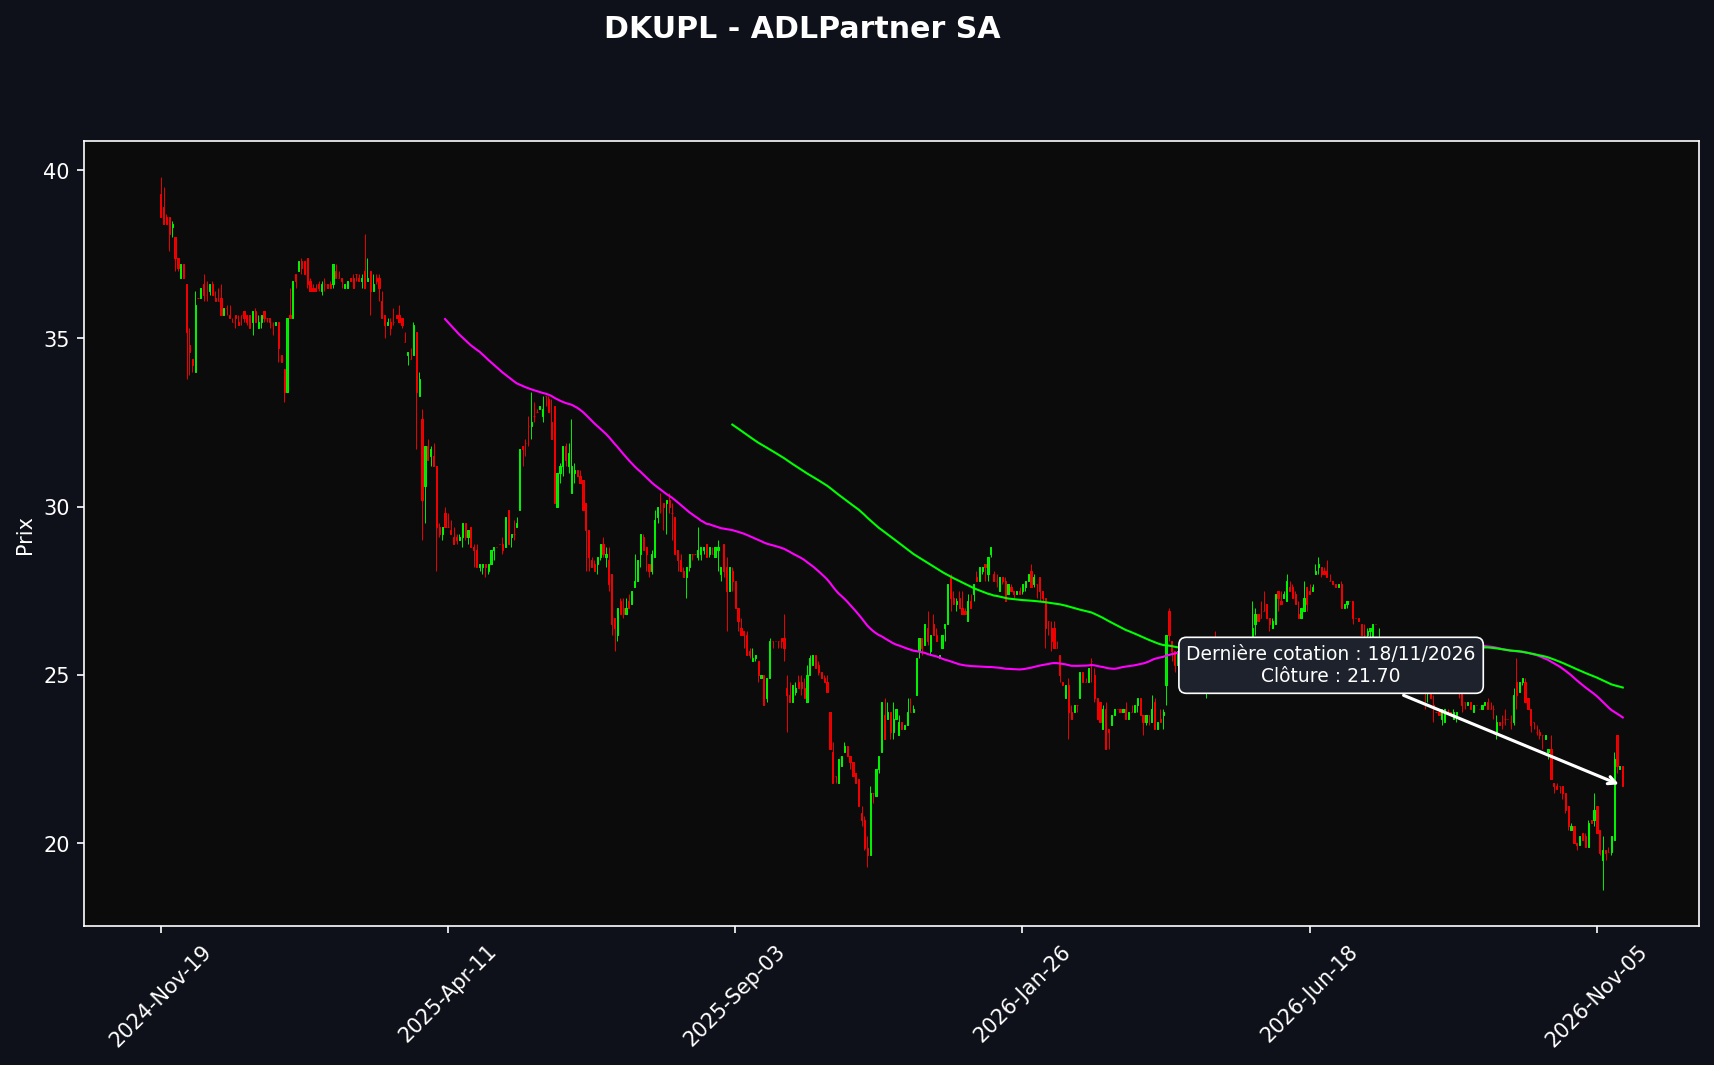 DKUPL - ADLPartner SA
Prix
40
35
30
25
20
Dernière cotation : 18/11/2026
Clôture : 21.70
2024-Nov-19
2025-Apr-11
2025-Sep-03
2026-Jan-26
2026-Jun-18
2026-Nov-05